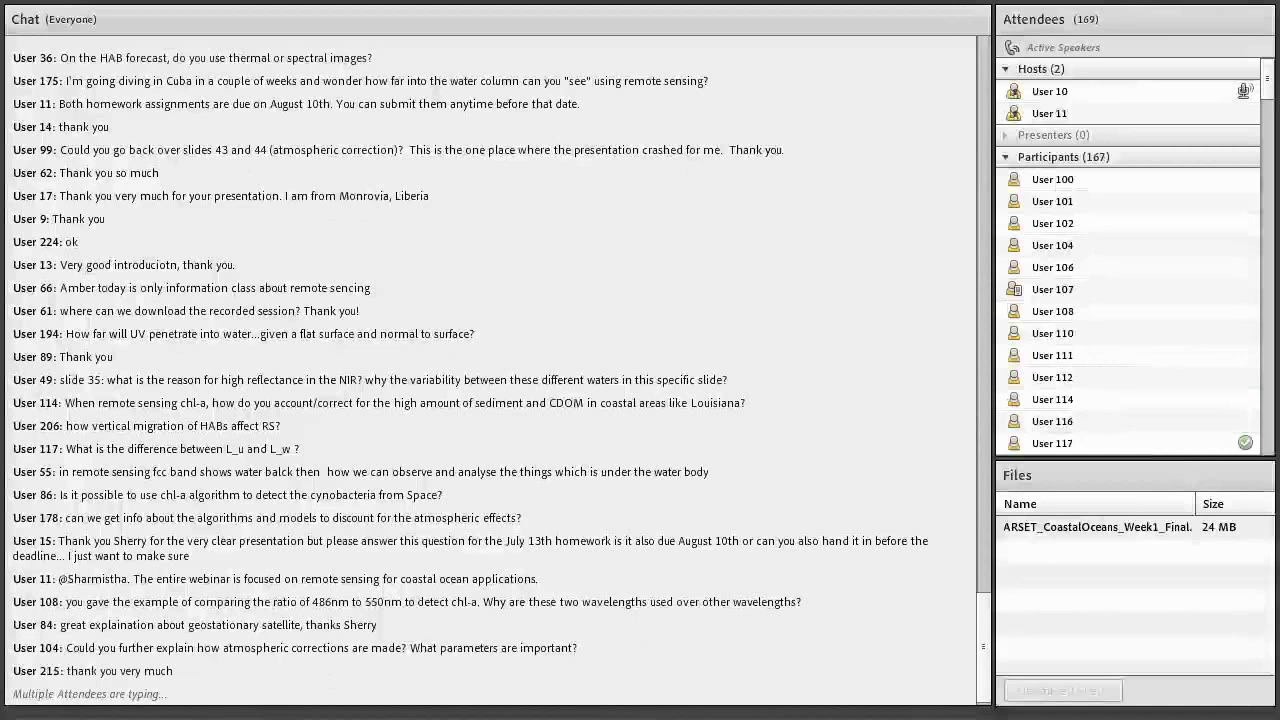 Chat (Everyone)
User 36: On the HAB forecast, do you use thermal or spectral images?
User 175: I'm going diving in Cuba in a couple of weeks and wonder how far into the water column can you "see" using remote sensing?
User 11: Both homework assignments are due on August 10th. You can submit them anytime before that date.
User 14: thank you
User 99: Could you go back over slides 43 and 44 (atmospheric correction)?  This is the one place where the presentation crashed for me.  Thank you.
User 62: Thank you so much
User 17: Thank you very much for your presentation. I am from Monrovia, Liberia
User 9: Thank you
User 224: ok
User 13: Very good introduciotn, thank you.
User 66: Amber today is only information class about remote sencing
User 61: where can we download the recorded session? Thank you!
User 194: How far will UV penetrate into water...given a flat surface and normal to surface?
User 89: Thank you
User 49: slide 35: what is the reason for high reflectance in the NIR? why the variability between these different waters in this specific slide?
User 114: When remote sensing chl-a, how do you account/correct for the high amount of sediment and CDOM in coastal areas like Louisiana?
User 206: how vertical migration of HABs affect RS?
User 117: What is the difference between L_u and L_w ?
User 55: in remote sensing fcc band shows water balck then  how we can observe and analyse the things which is under the water body
User 86: Is it possible to use chl-a algorithm to detect the cynobacteria from Space?
User 178: can we get info about the algorithms and models to discount for the atmospheric effects?
User 15: Thank you Sherry for the very clear presentation but please answer this question for the July 13th homework is it also due August 10th or can you also hand it in before the
deadline... I just want to make sure
User 11: @Sharmistha. The entire webinar is focused on remote sensing for coastal ocean applications.
User 108: you gave the example of comparing the ratio of 486nm to 550nm to detect chl-a. Why are these two wavelengths used over other wavelengths?
User 84: great explaination about geostationary satellite, thanks Sherry
User 104: Could you further explain how atmospheric corrections are made? What parameters are important?
User 215: thank you very much
Multiple Attendees are typing...
Attendees (169)
Active Speakers
Hosts (2)
User 10
User 11
Presenters (0)
Participants (167)
User 100
User 101
User 102
User 104
User 106
User 107
User 108
User 110
User 111
User 112
User 114
User 116
User 117
Files
Name Size
ARSET_CoastalOceans_Week1_Final. 24 MB